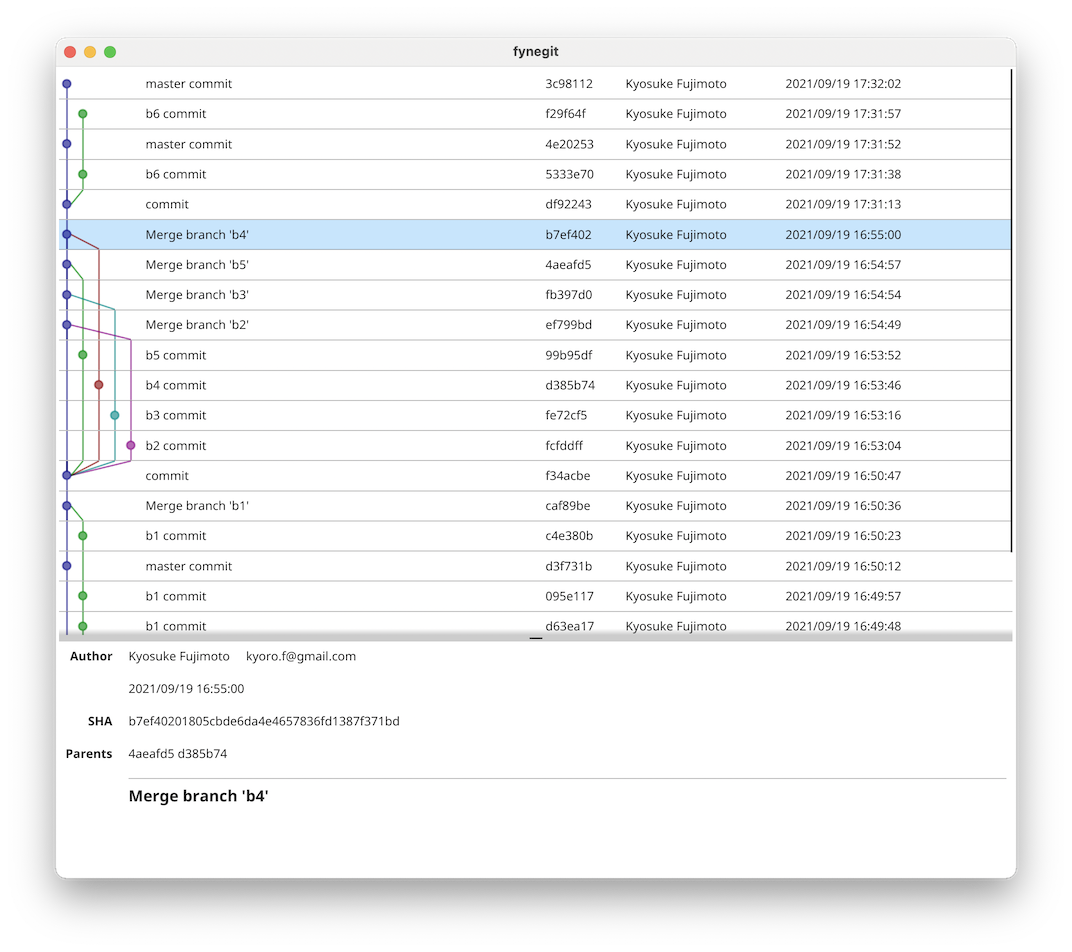 fynegit
master commit 3c98112 Kyosuke Fujimoto 2021/09/19 17:32:02
b6 commit f29f64f Kyosuke Fujimoto 2021/09/19 17:31:57
master commit 4e20253 Kyosuke Fujimoto 2021/09/19 17:31:52
b6 commit 5333e70 Kyosuke Fujimoto 2021/09/19 17:31:38
commit df92243 Kyosuke Fujimoto 2021/09/19 17:31:13
Merge branch 'b4' b7ef402 Kyosuke Fujimoto 2021/09/19 16:55:00
Merge branch 'b5' 4aeafd5 Kyosuke Fujimoto 2021/09/19 16:54:57
Merge branch 'b3' fb397d0 Kyosuke Fujimoto 2021/09/19 16:54:54
Merge branch 'b2' ef799bd Kyosuke Fujimoto 2021/09/19 16:54:49
b5 commit 99b95df Kyosuke Fujimoto 2021/09/19 16:53:52
b4 commit d385b74 Kyosuke Fujimoto 2021/09/19 16:53:46
b3 commit fe72cf5 Kyosuke Fujimoto 2021/09/19 16:53:16
b2 commit fcfddff Kyosuke Fujimoto 2021/09/19 16:53:04
commit f34acbe Kyosuke Fujimoto 2021/09/19 16:50:47
Merge branch 'b1' caf89be Kyosuke Fujimoto 2021/09/19 16:50:36
b1 commit c4e380b Kyosuke Fujimoto 2021/09/19 16:50:23
master commit d3f731b Kyosuke Fujimoto 2021/09/19 16:50:12
b1 commit 095e117 Kyosuke Fujimoto 2021/09/19 16:49:57
b1 commit d63ea17 Kyosuke Fujimoto 2021/09/19 16:49:48
Author Kyosuke Fujimoto kyoro.f@gmail.com
2021/09/19 16:55:00
SHA b7ef40201805cbde6da4e4657836fd1387f371bd
Parents 4aeafd5 d385b74
Merge branch 'b4'